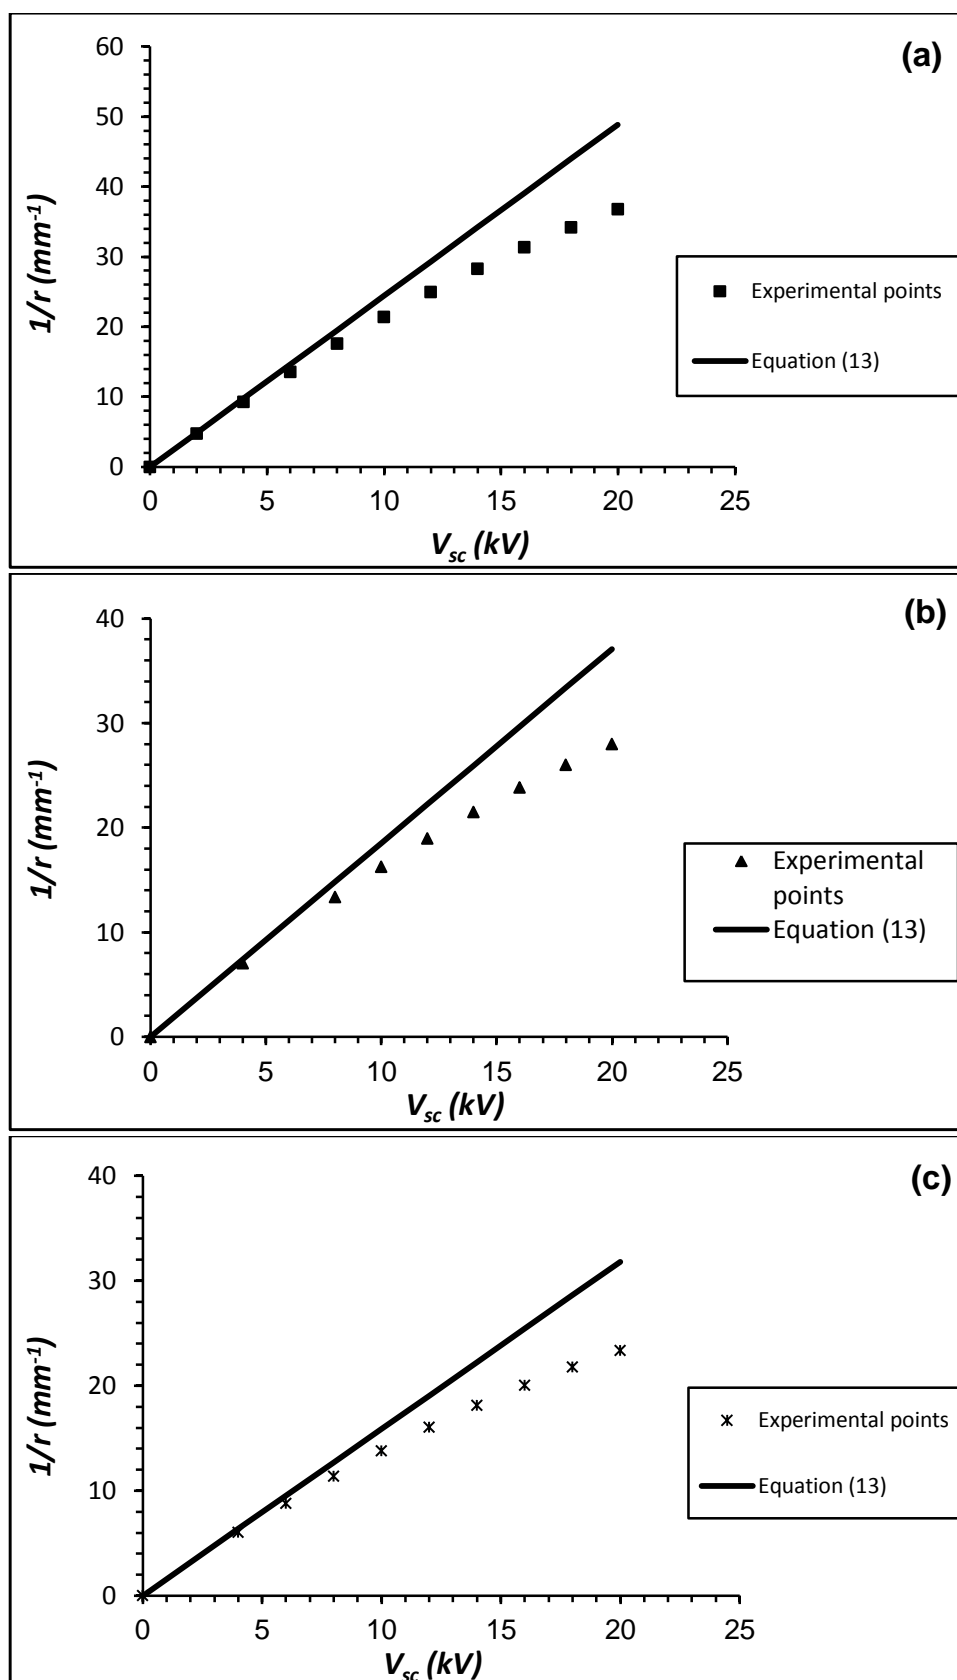 (a)
60
50
40
30
20
10
0
1/r (mm⁻¹)
0 5 10 15 20 25
V_sc (kV)
Experimental points
Equation (13)
(b)
40
30
20
10
0
1/r (mm⁻¹)
0 5 10 15 20 25
V_sc (kV)
Experimental
points
Equation (13)
(c)
40
30
20
10
0
1/r (mm⁻¹)
0 5 10 15 20 25
V_sc (kV)
Experimental points
Equation (13)